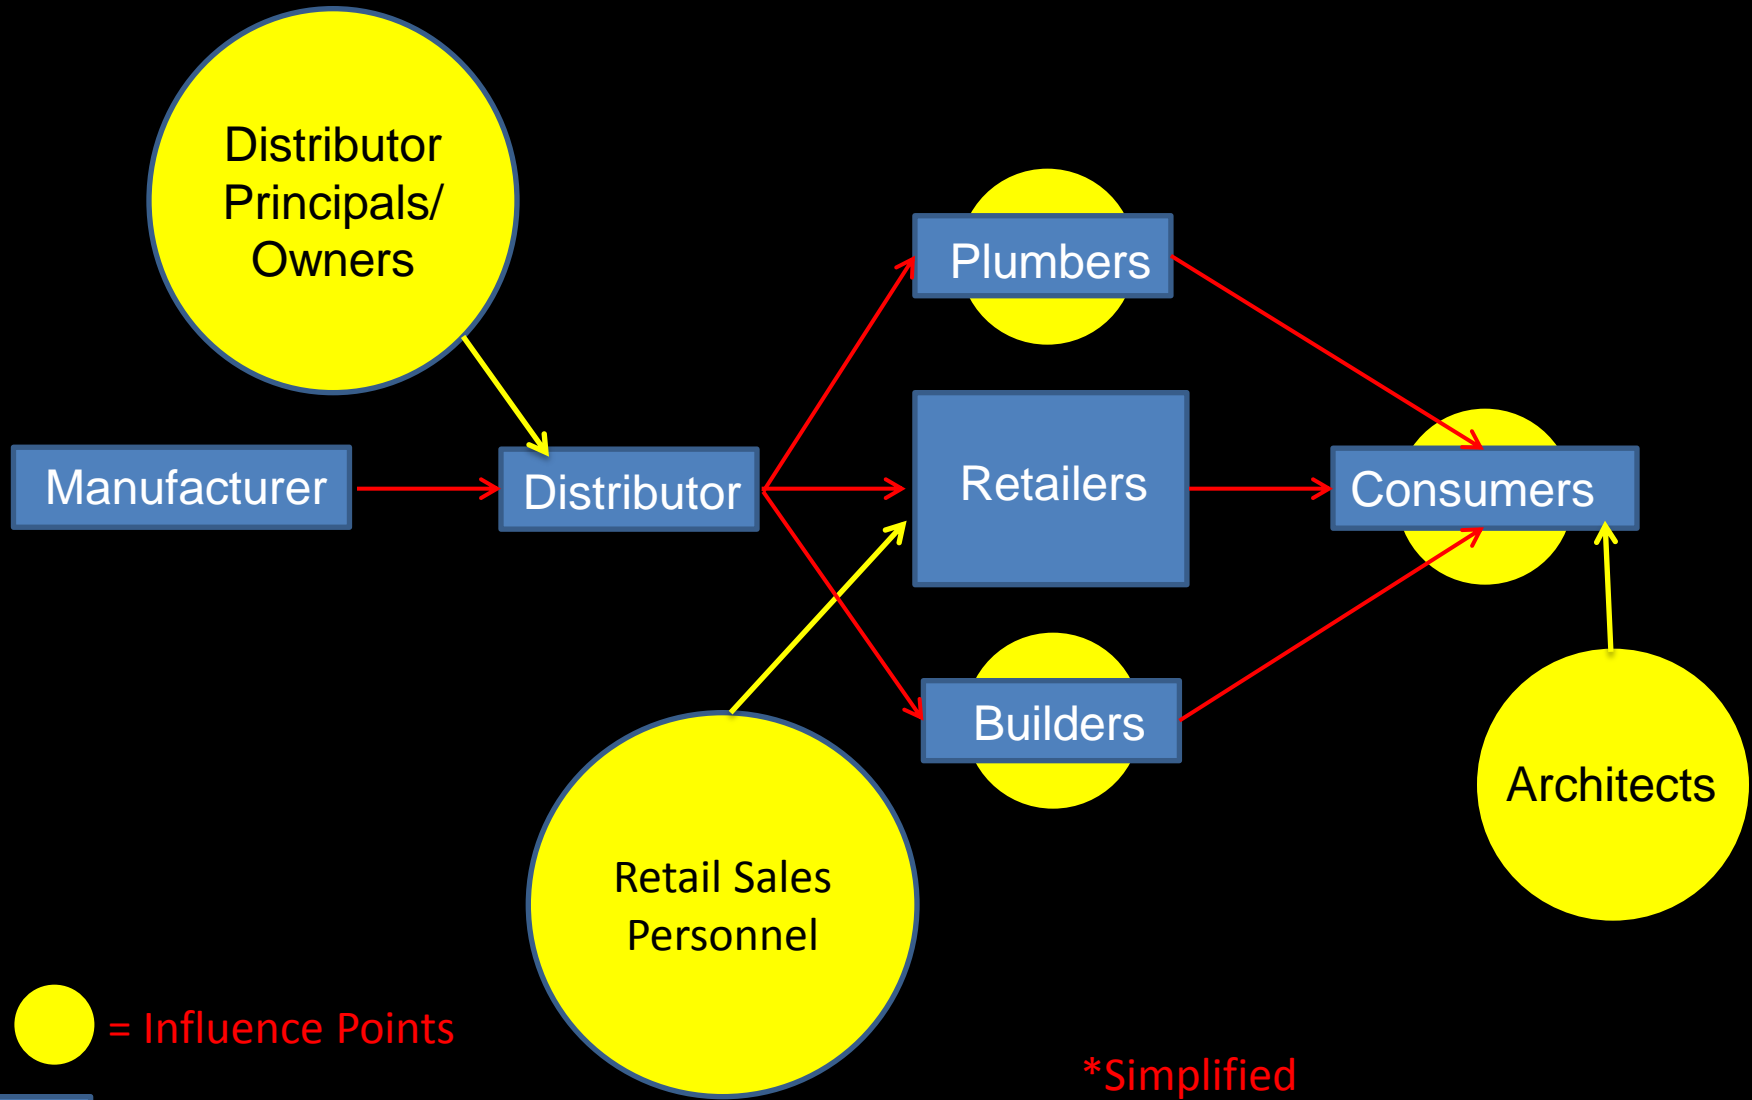 Distributor
Principals/
Owners
Plumbers
Manufacturer
Distributor
Retailers
Consumers
Builders
Architects
Retail Sales
Personnel
= Influence Points
*Simplified